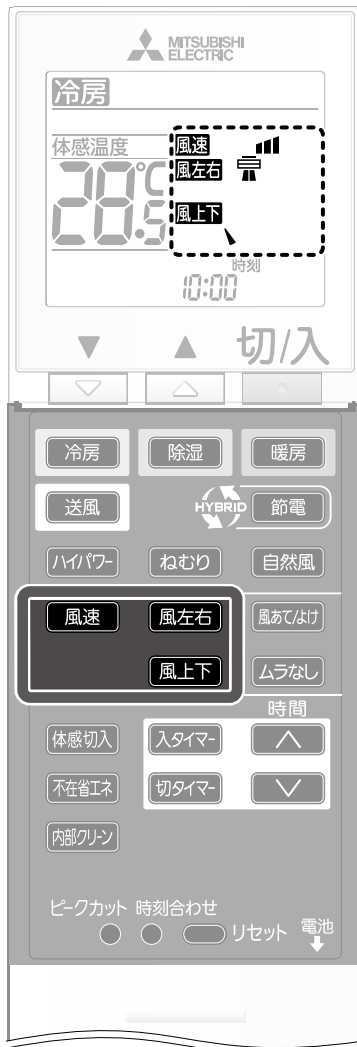 MITSUBISHI
ELECTRIC
冷房
体感温度
風速
風左右
28.5℃
風上下
時刻
10:00
▼ ▲ 切/入
▽ △
冷房 除湿 暖房
送風 HYBRID 節電
ハイパワー ねむり 自然風
風速 風左右 風あて/よけ
風上下 ムラなし
時間
体感切入 入タイマー ∧
不在省エネ 切タイマー ∨
内部クリーン
ピークカット 時刻合わせ
リセット 電池